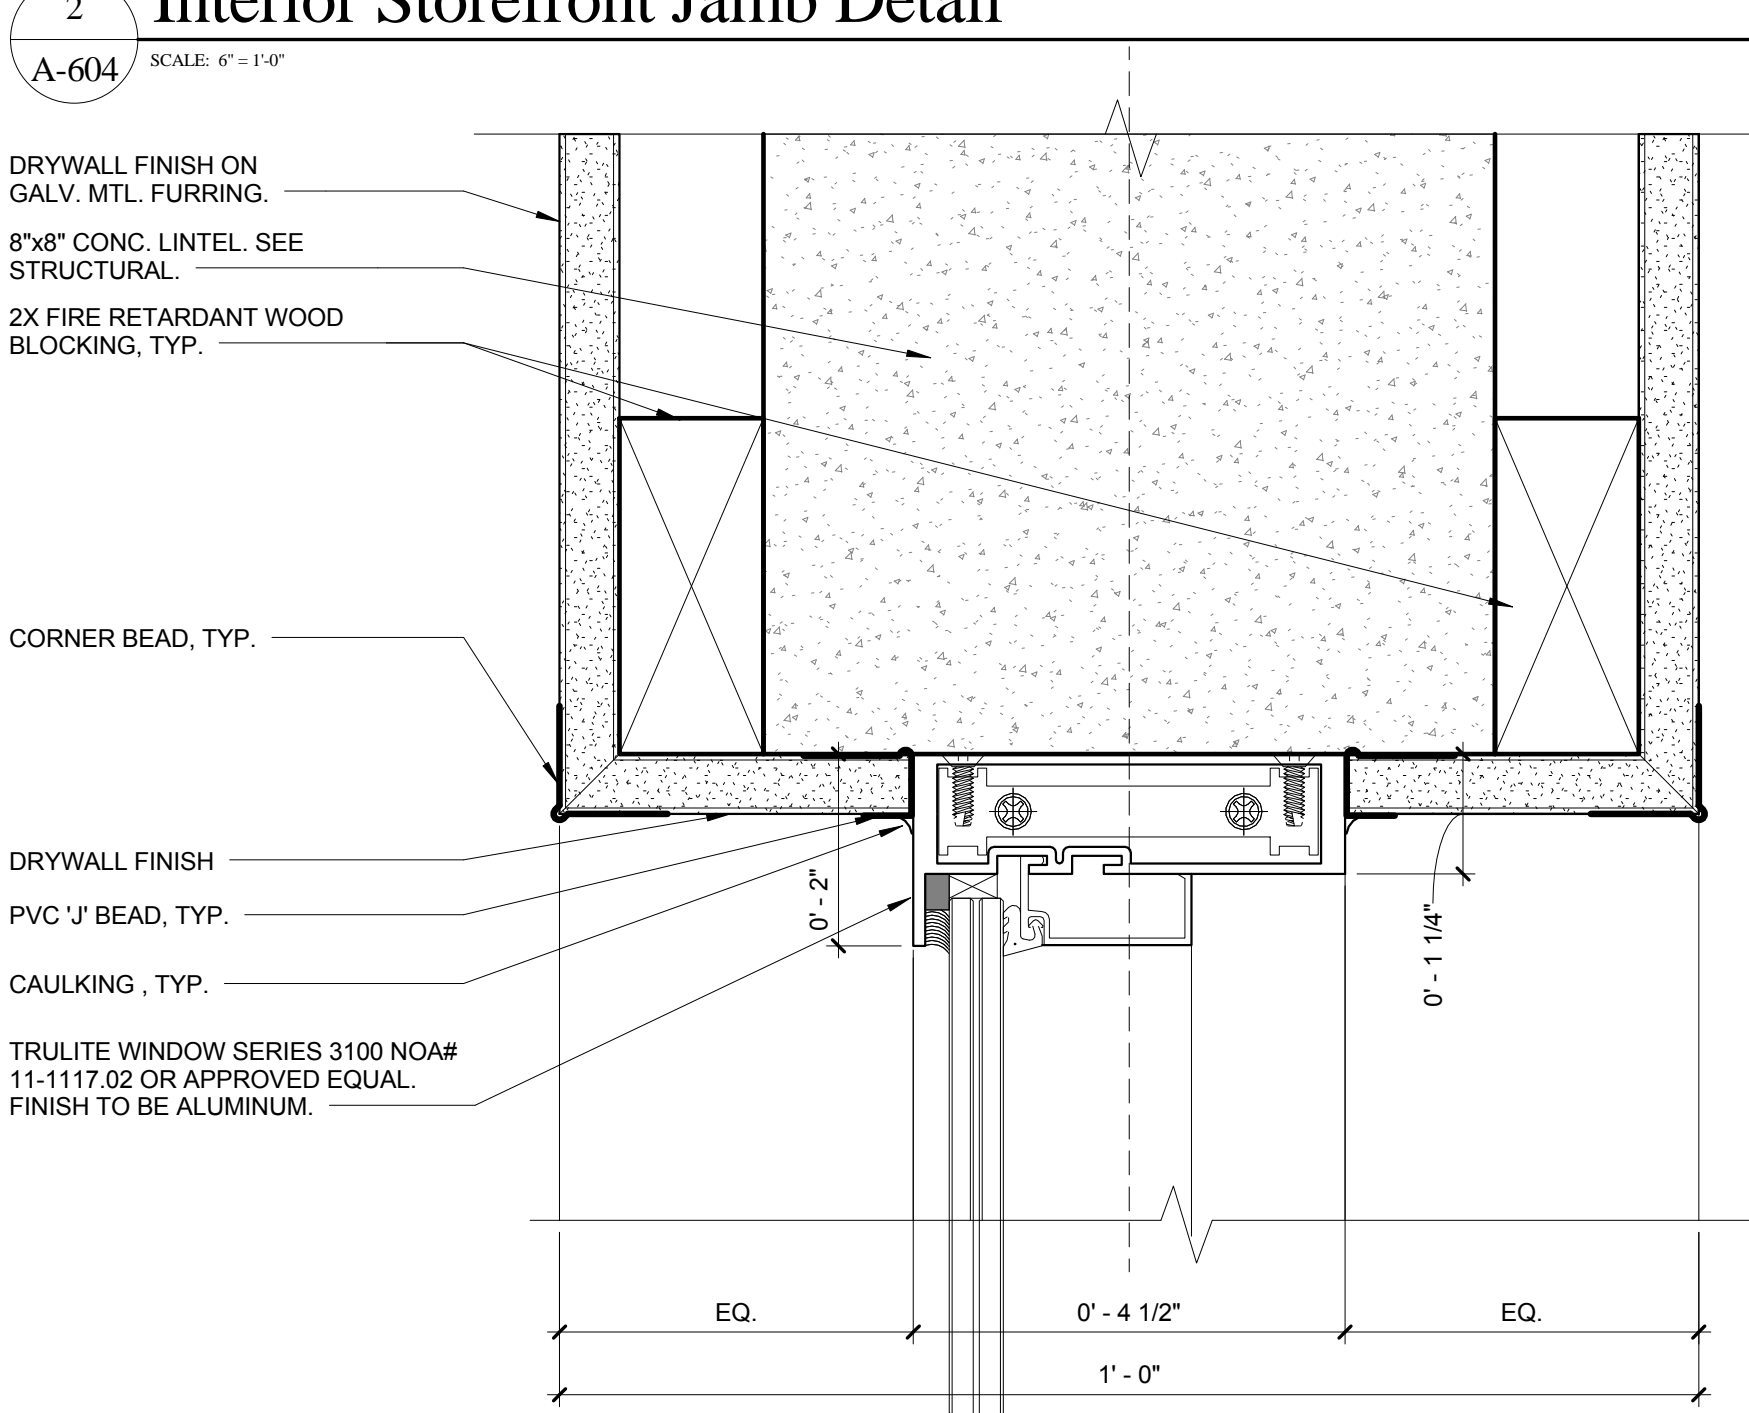 2
Interior Storefront Jamb Detail
A-604
SCALE: 6" = 1'-0"
DRYWALL FINISH ON
GALV. MTL. FURRING.
8"x8" CONC. LINTEL. SEE
STRUCTURAL.
2X FIRE RETARDANT WOOD
BLOCKING, TYP.
CORNER BEAD, TYP.
DRYWALL FINISH
PVC 'J' BEAD, TYP.
CAULKING , TYP.
TRULITE WINDOW SERIES 3100 NOA#
11-1117.02 OR APPROVED EQUAL.
FINISH TO BE ALUMINUM.
0' - 2"
0' - 1 1/4"
EQ.
0' - 4 1/2"
EQ.
1' - 0"